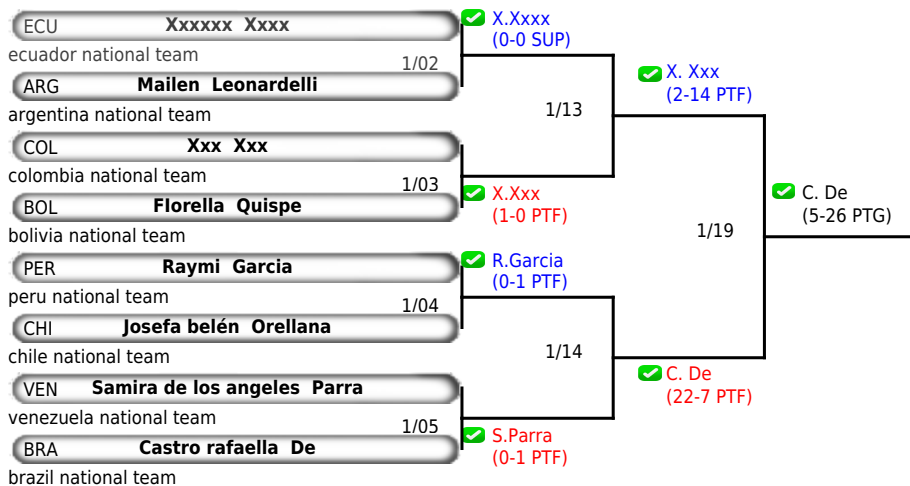 ECU Xxxxxx Xxxx
ecuador national team
1/02
ARG Mailen Leonardelli
argentina national team
COL Xxx Xxx
colombia national team
1/03
BOL Florella Quispe
bolivia national team
PER Raymi Garcia
peru national team
1/04
CHI Josefa belén Orellana
chile national team
VEN Samira de los angeles Parra
venezuela national team
1/05
BRA Castro rafaella De
brazil national team
X.Xxxx
(0-0 SUP)
1/13
X.Xxx
(1-0 PTF)
R.Garcia
(0-1 PTF)
1/14
S.Parra
(0-1 PTF)
X. Xxx
(2-14 PTF)
1/19
C. De
(22-7 PTF)
C. De
(5-26 PTG)